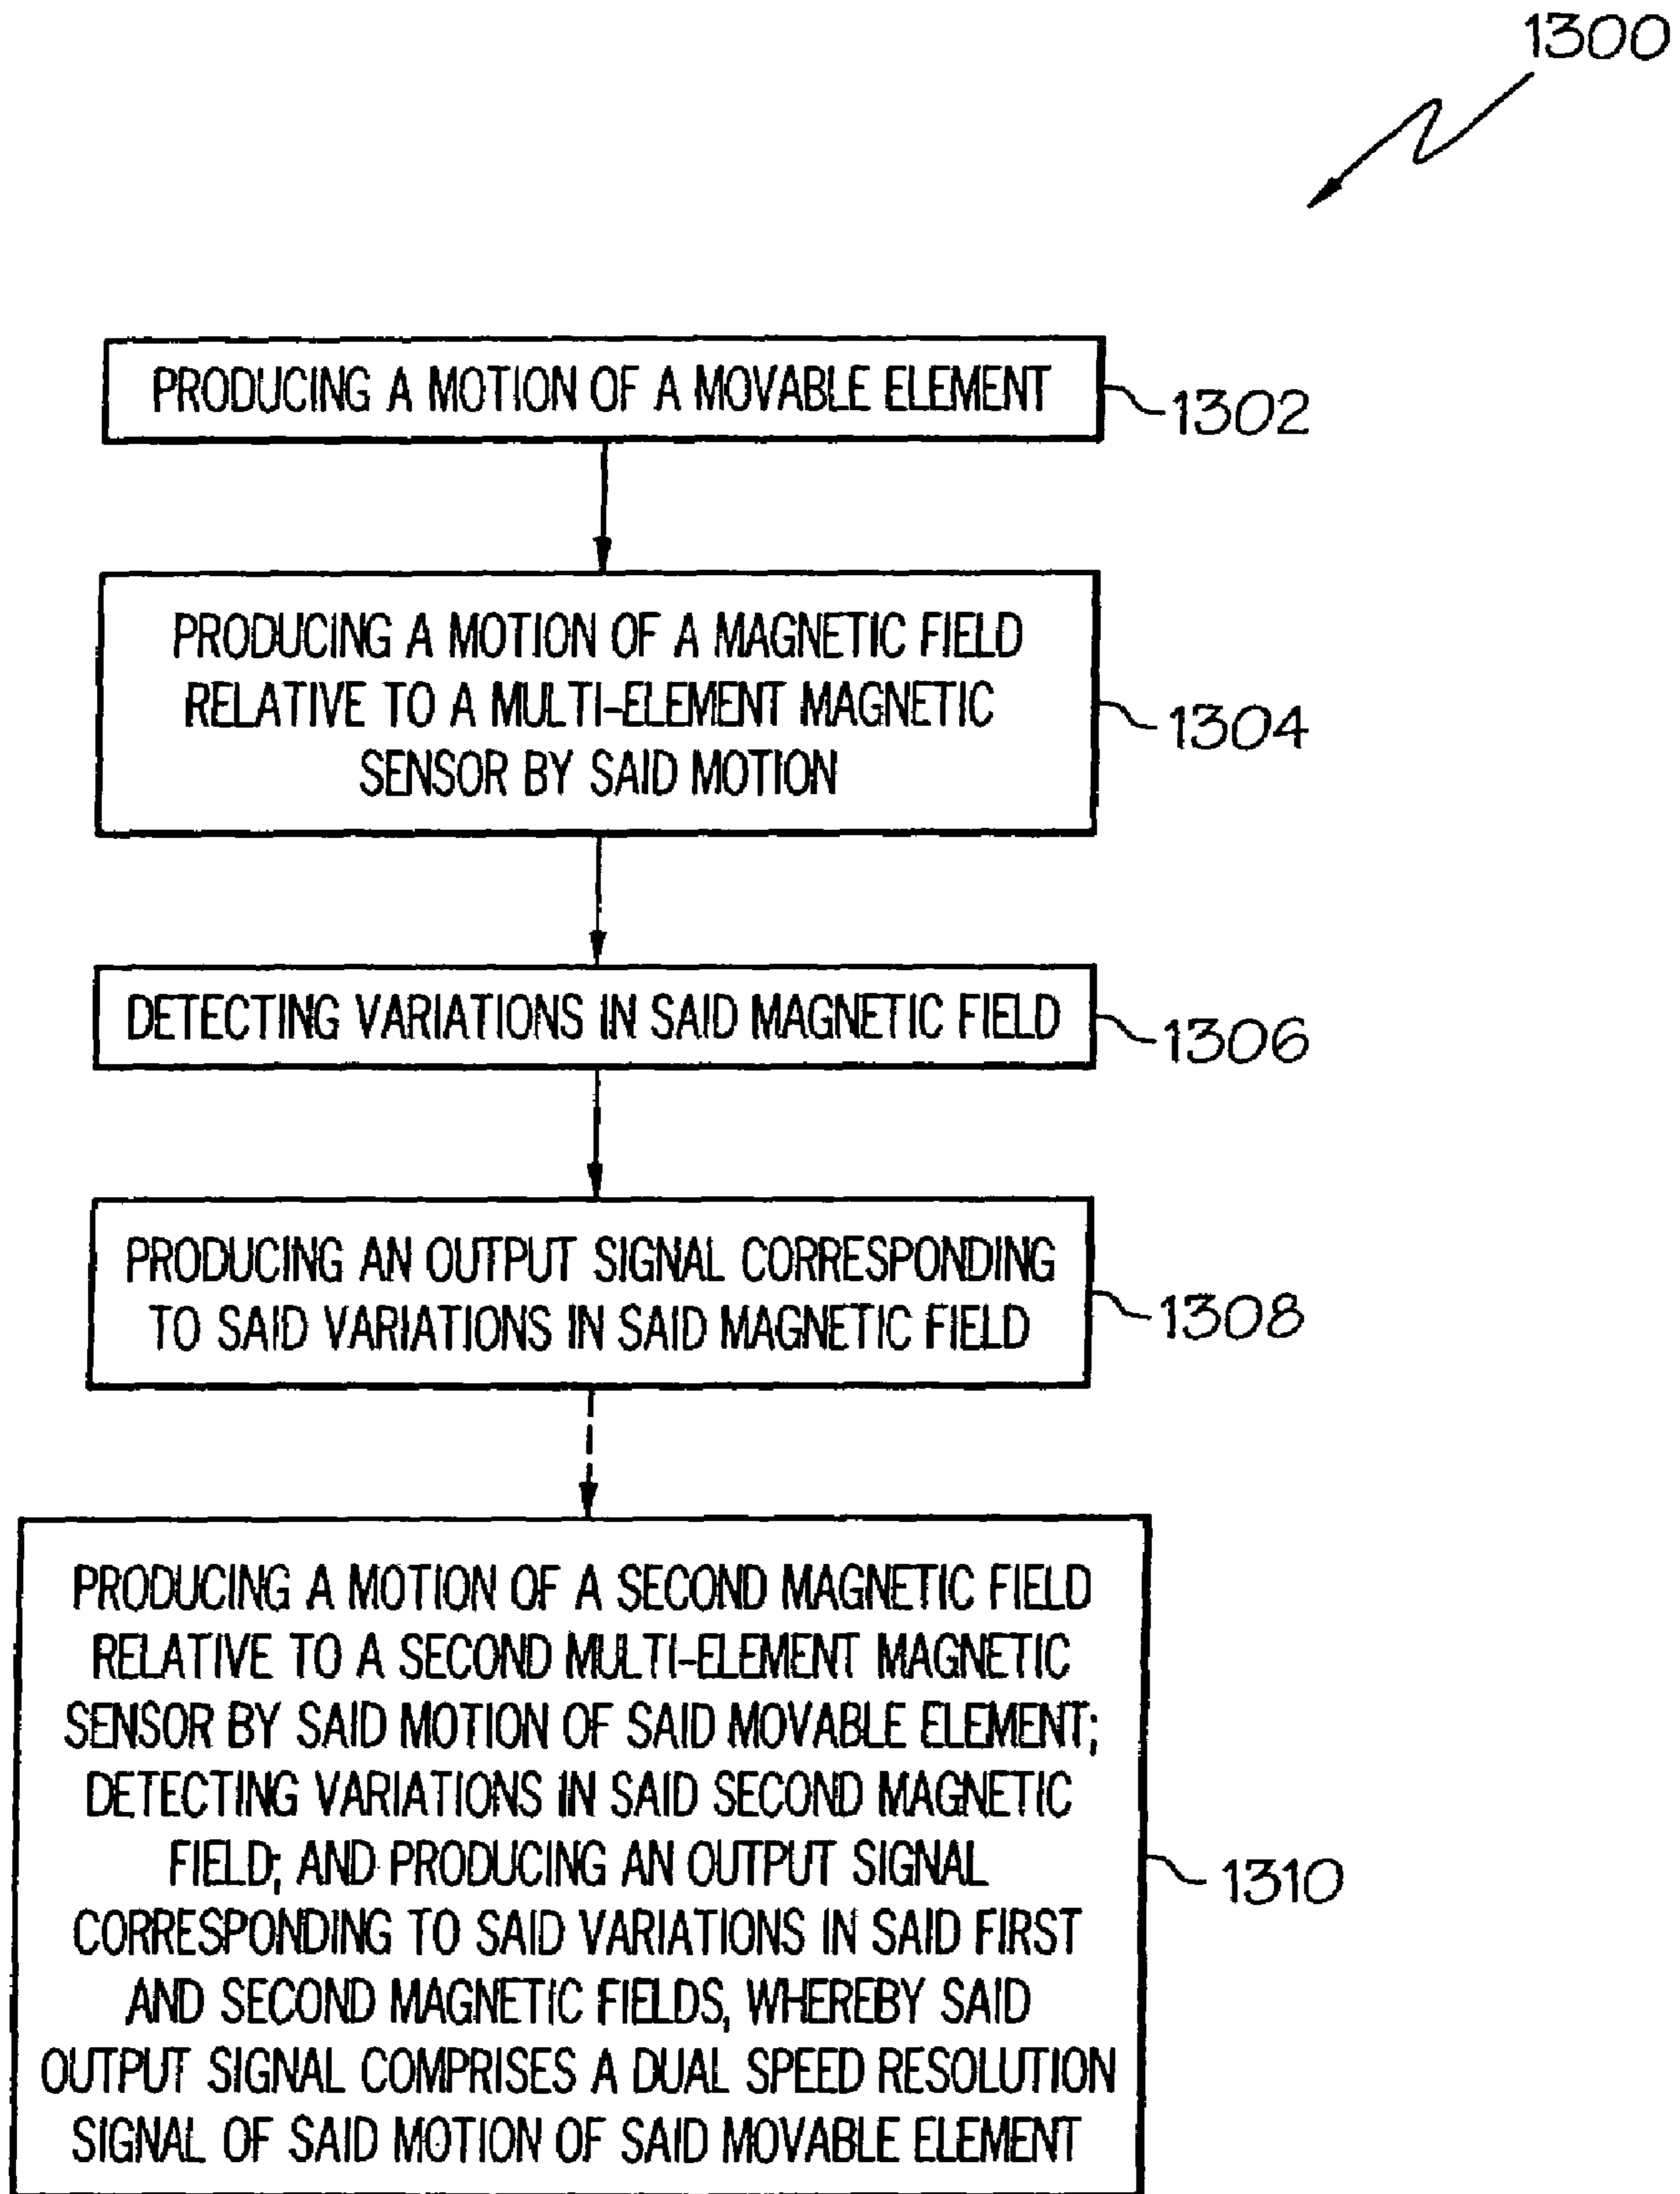 1300
PRODUCING A MOTION OF A MOVABLE ELEMENT
1302
PRODUCING A MOTION OF A MAGNETIC FIELD
RELATIVE TO A MULTI-ELEMENT MAGNETIC
SENSOR BY SAID MOTION
1304
DETECTING VARIATIONS IN SAID MAGNETIC FIELD
1306
PRODUCING AN OUTPUT SIGNAL CORRESPONDING
TO SAID VARIATIONS IN SAID MAGNETIC FIELD
1308
PRODUCING A MOTION OF A SECOND MAGNETIC FIELD
RELATIVE TO A SECOND MULTI-ELEMENT MAGNETIC
SENSOR BY SAID MOTION OF SAID MOVABLE ELEMENT;
DETECTING VARIATIONS IN SAID SECOND MAGNETIC
FIELD; AND PRODUCING AN OUTPUT SIGNAL
CORRESPONDING TO SAID VARIATIONS IN SAID FIRST
AND SECOND MAGNETIC FIELDS, WHEREBY SAID
OUTPUT SIGNAL COMPRISES A DUAL SPEED RESOLUTION
SIGNAL OF SAID MOTION OF SAID MOVABLE ELEMENT
1310